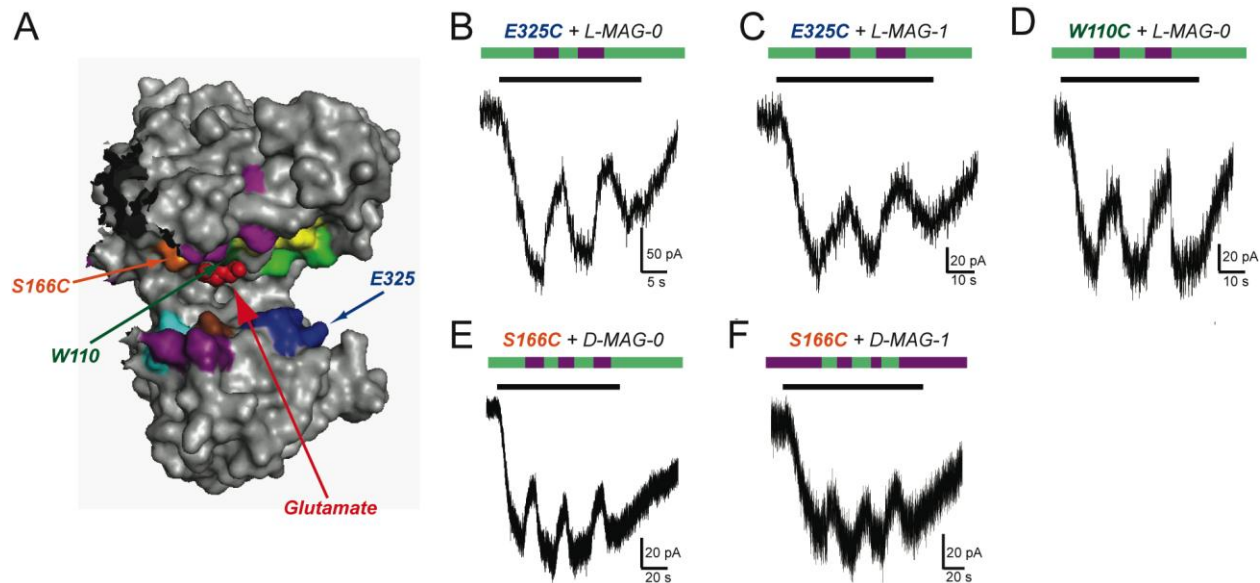 A
S166C
W110
E325
Glutamate
B
E325C + L-MAG-0
50 pA
5 s
C
E325C + L-MAG-1
20 pA
10 s
D
W110C + L-MAG-0
20 pA
10 s
E
S166C + D-MAG-0
20 pA
20 s
F
S166C + D-MAG-1
20 pA
20 s